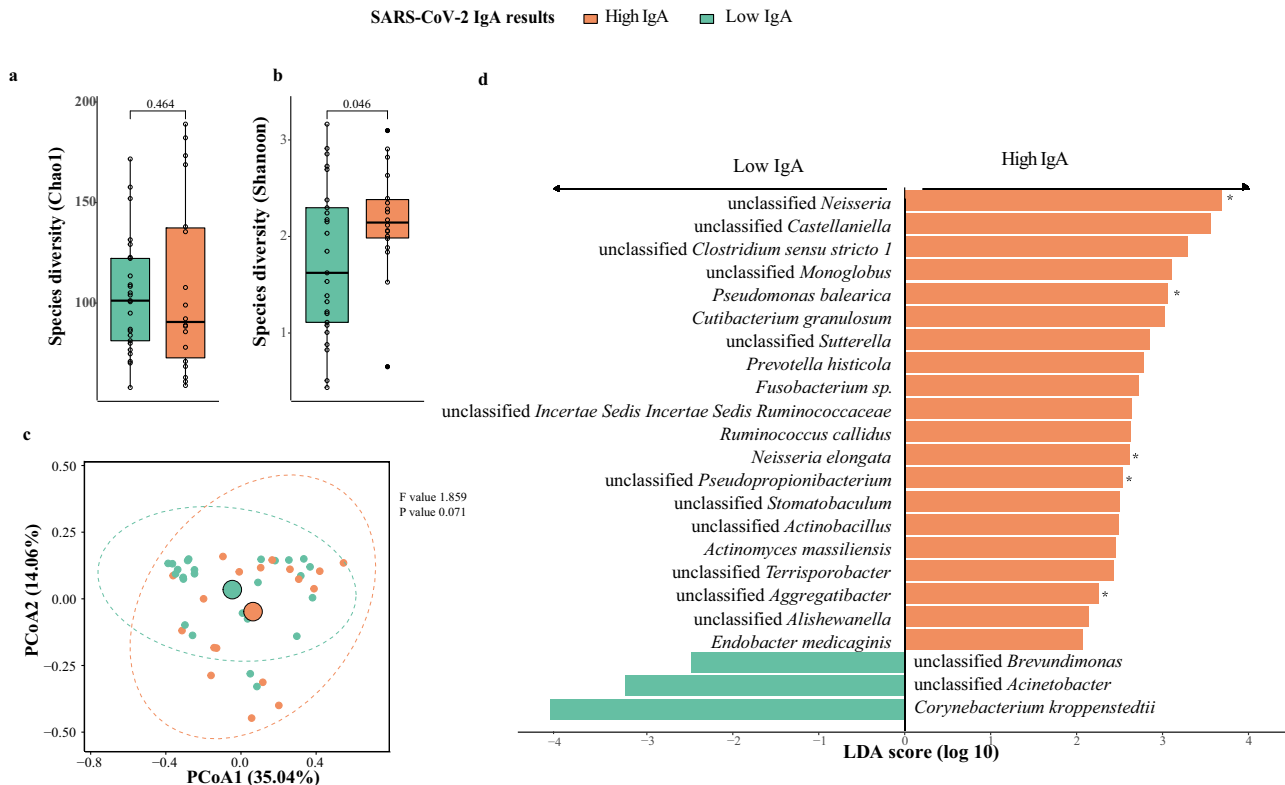 SARS-CoV-2 IgA results High IgA Low IgA
a
Species diversity (Chao1)
200
150
100
0.464
b
Species diversity (Shanoon)
3
2
1
0.046
c
PCoA2 (14.06%)
0.50
0.25
0.00
−0.25
−0.50
−0.8 −0.4 0.0 0.4
PCoA1 (35.04%)
F value 1.859
P value 0.071
d
Low IgA High IgA
unclassified Neisseria *
unclassified Castellaniella
unclassified Clostridium sensu stricto 1
unclassified Monoglobus
Pseudomonas balearica *
Cutibacterium granulosum
unclassified Sutterella
Prevotella histicola
Fusobacterium sp.
unclassified Incertae Sedis Incertae Sedis Ruminococcaceae
Ruminococcus callidus
Neisseria elongata *
unclassified Pseudopropionibacterium *
unclassified Stomatobaculum
unclassified Actinobacillus
Actinomyces massiliensis
unclassified Terrisporobacter
unclassified Aggregatibacter *
unclassified Alishewanella
Endobacter medicaginis
unclassified Brevundimonas
unclassified Acinetobacter
Corynebacterium kroppenstedtii
−4 −3 −2 −1 0 1 2 3 4
LDA score (log 10)